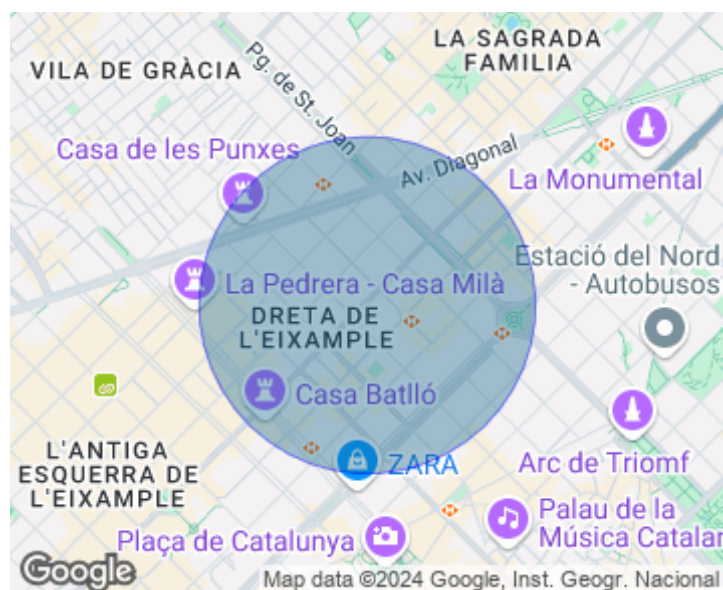 LA SAGRADA
FAMILIA
VILA DE GRÀCIA
Pg. de St. Joan
Casa de les Punxes
Av. Diagonal
La Monumental
Estació del Nord
- Autobusos
La Pedrera - Casa Milà
DRETA DE
L'EIXAMPLE
Casa Batlló
L'ANTIGA
ESQUERRA DE
L'EIXAMPLE
ZARA
Arc de Triomf
Palau de la
Música Catalan
Plaça de Catalunya
Google
Map data ©2024 Google, Inst. Geogr. Nacional